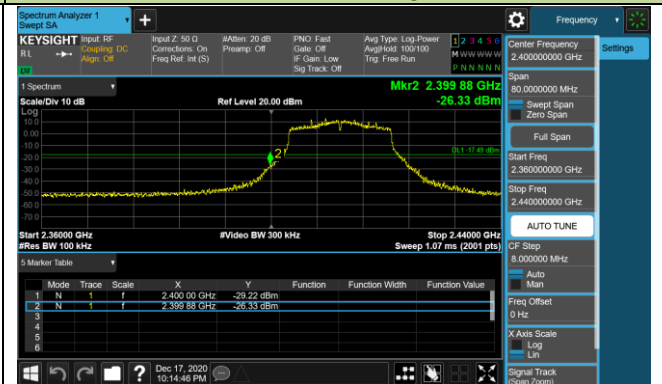 Spectrum Analyzer 1
Swept SA
Frequency
KEYSIGHT
RL
Input: RF
Coupling: DC
Align: Off
Input Z: 50 Ω
Corrections: On
Freq Ref: Int (S)
#Atten: 20 dB
Preamp: Off
PNO: Fast
Gate: Off
IF Gain: Low
Sig Track: Off
Avg Type: Log-Power
Avg|Hold: 100/100
Trig: Free Run
1 2 3 4 5 6
M W W W W W
P N N N N N
1 Spectrum
Scale/Div 10 dB
Log
Ref Level 20.00 dBm
Mkr2 2.399 88 GHz
-26.33 dBm
10.0
0.00
-10.0
-20.0
-30.0
-40.0
-50.0
-60.0
-70.0
2
DL1 -17.49 dBm
Start 2.36000 GHz
#Res BW 100 kHz
#Video BW 300 kHz
Stop 2.44000 GHz
Sweep 1.07 ms (2001 pts)
5 Marker Table
Mode Trace Scale X Y Function Function Width Function Value
1 N 1 f 2.400 00 GHz -29.22 dBm
2 N 1 f 2.399 88 GHz -26.33 dBm
3
4
5
6
Dec 17, 2020
10:14:46 PM
Center Frequency
2.40000000 GHz
Settings
Span
80.0000000 MHz
Swept Span
Zero Span
Full Span
Start Freq
2.360000000 GHz
Stop Freq
2.440000000 GHz
AUTO TUNE
CF Step
8.000000 MHz
Auto
Man
Freq Offset
0 Hz
X Axis Scale
Log
Lin
Signal Track
(Span Zoom)